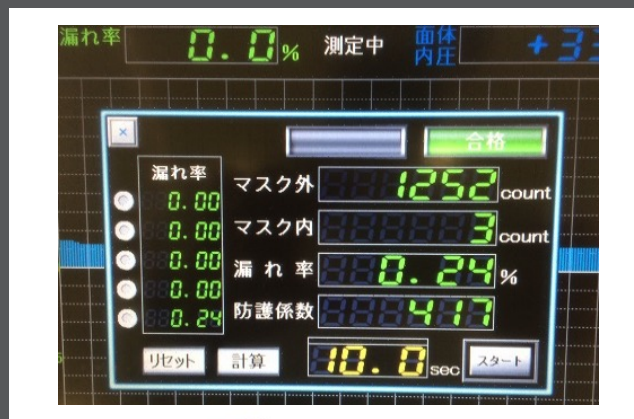 漏れ率 0.0% 測定中 面体内圧 +3
×
合格
漏れ率
0.00
0.00
0.00
0.00
0.24
マスク外 1252 count
マスク内 3 count
漏れ率 0.24%
防護係数 417
リセット 計算 10.0 sec スタート